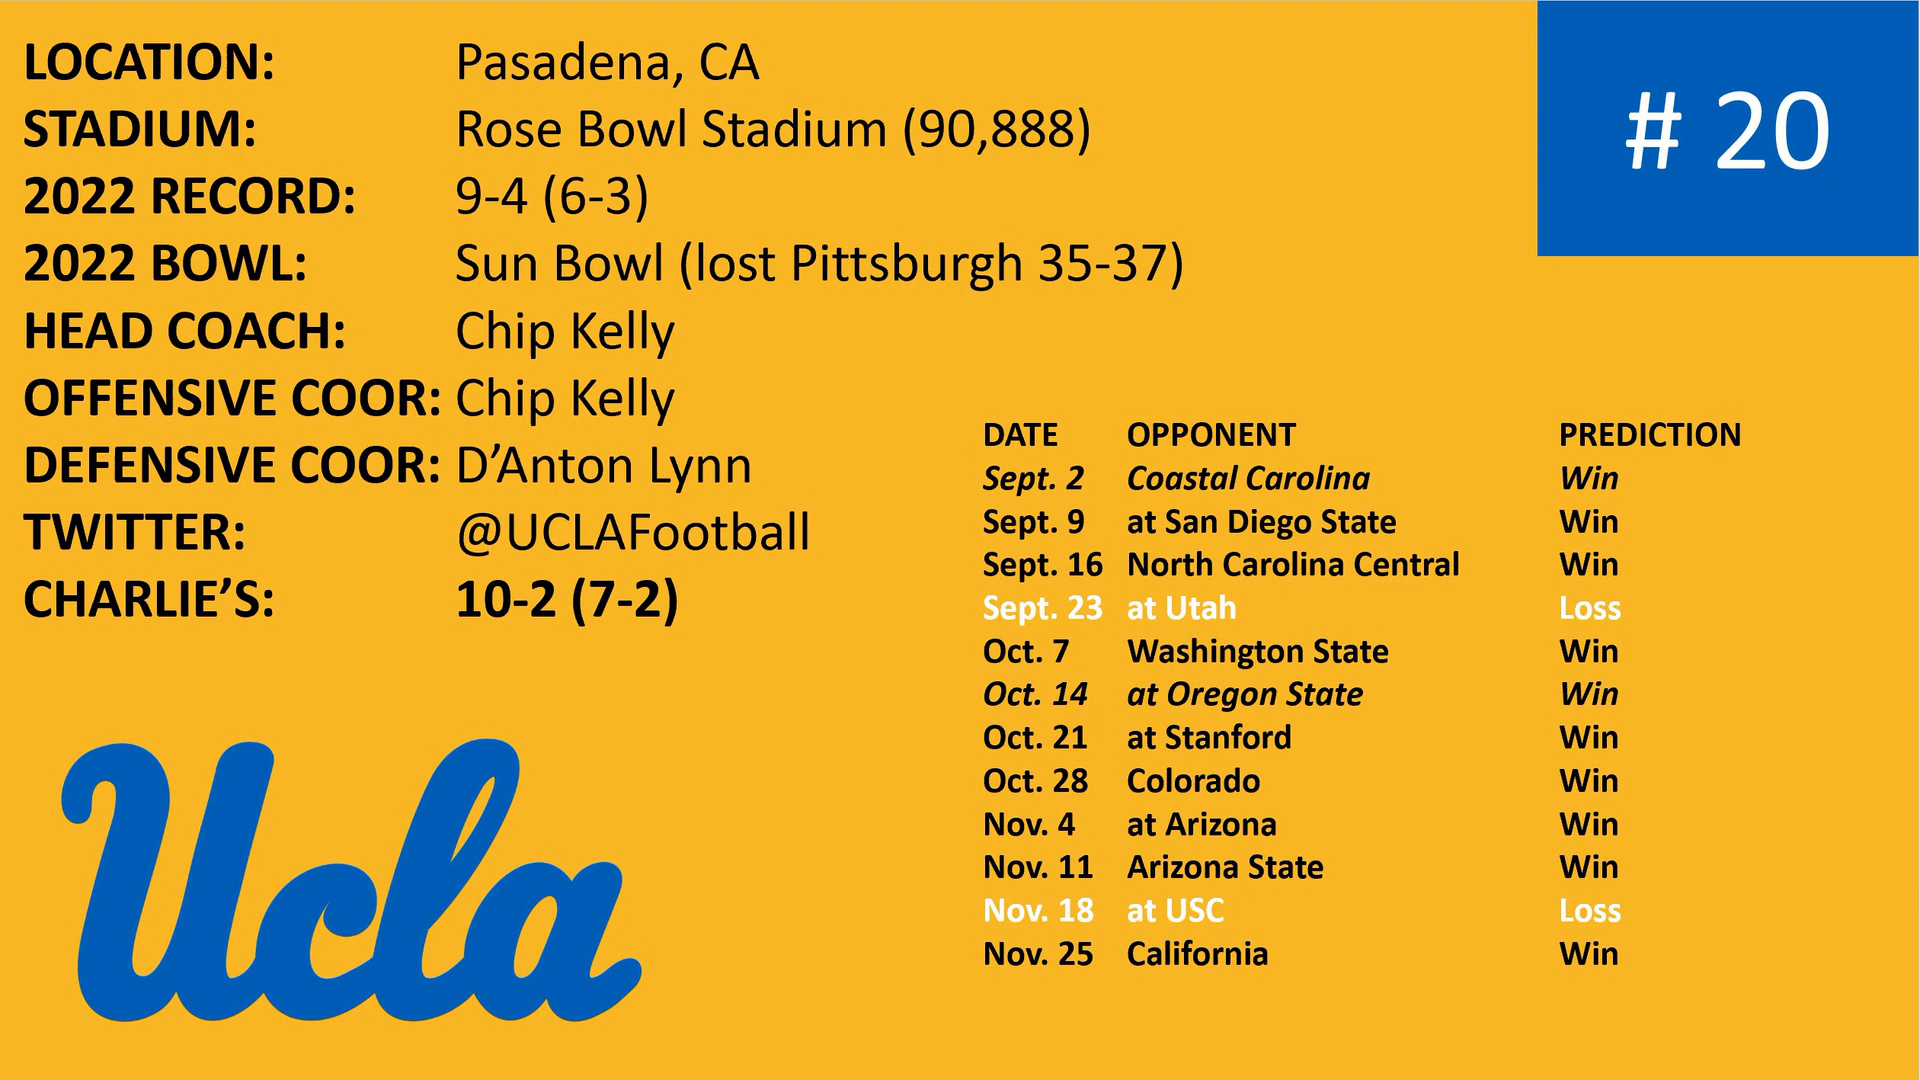 LOCATION: Pasadena, CA
STADIUM: Rose Bowl Stadium (90,888)
2022 RECORD: 9-4 (6-3)
2022 BOWL: Sun Bowl (lost Pittsburgh 35-37)
HEAD COACH: Chip Kelly
OFFENSIVE COOR: Chip Kelly
DEFENSIVE COOR: D’Anton Lynn
TWITTER: @UCLAFootball
CHARLIE’S: 10-2 (7-2)
# 20
DATE OPPONENT PREDICTION
Sept. 2 Coastal Carolina Win
Sept. 9 at San Diego State Win
Sept. 16 North Carolina Central Win
Sept. 23 at Utah Loss
Oct. 7 Washington State Win
Oct. 14 at Oregon State Win
Oct. 21 at Stanford Win
Oct. 28 Colorado Win
Nov. 4 at Arizona Win
Nov. 11 Arizona State Win
Nov. 18 at USC Loss
Nov. 25 California Win
Ucla